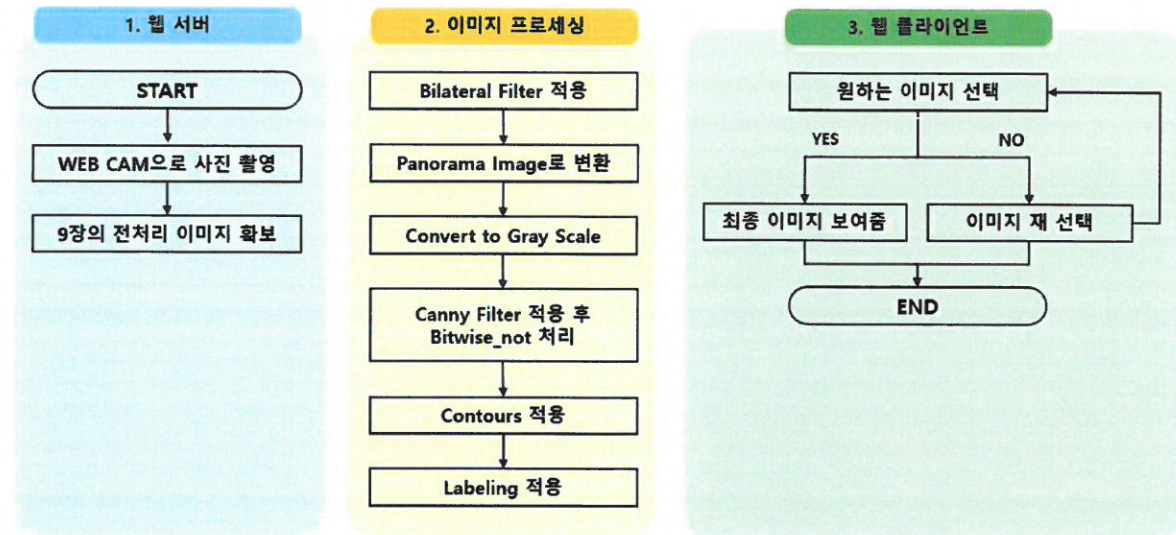 1. 웹 서버
START
WEB CAM으로 사진 촬영
9장의 전처리 이미지 확보
2. 이미지 프로세싱
Bilateral Filter 적용
Panorama Image로 변환
Convert to Gray Scale
Canny Filter 적용 후
Bitwise_not 처리
Contours 적용
Labeling 적용
3. 웹 클라이언트
원하는 이미지 선택
YES
NO
최종 이미지 보여줌
이미지 재 선택
END